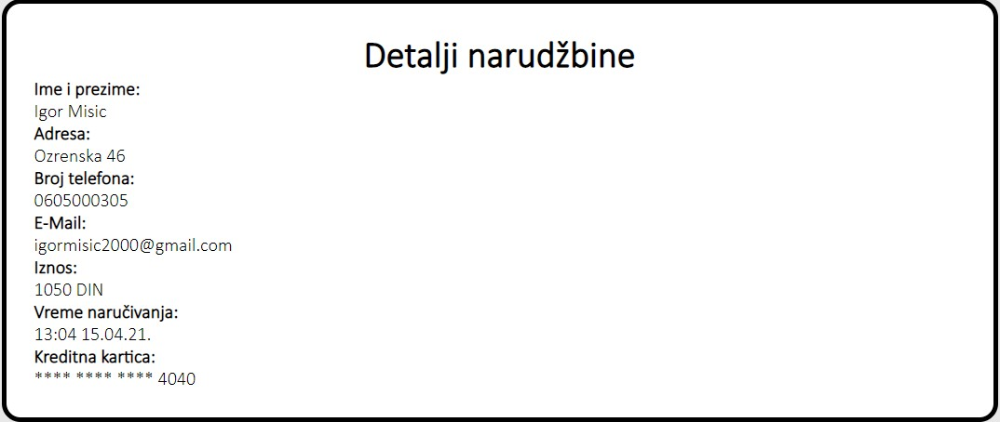 Detalji narudžbine
Ime i prezime:
Igor Misic
Adresa:
Ozrenska 46
Broj telefona:
0605000305
E-Mail:
igormisic2000@gmail.com
Iznos:
1050 DIN
Vreme naručivanja:
13:04 15.04.21.
Kreditna kartica:
**** **** **** 4040